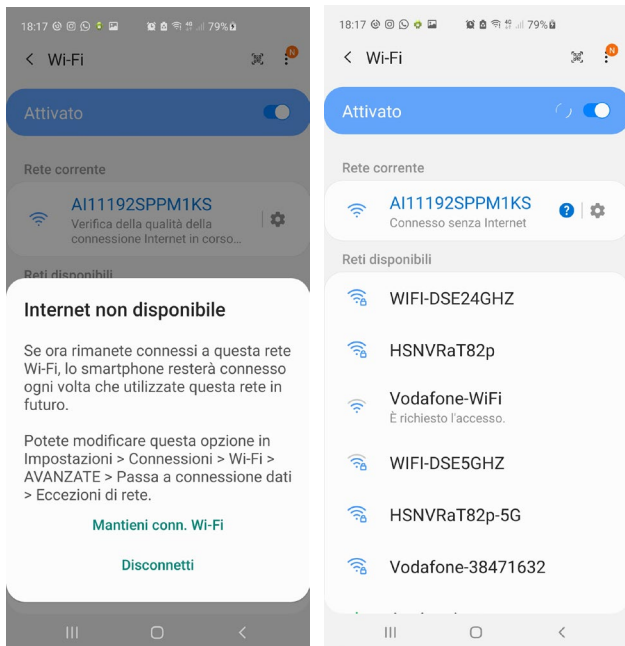 18:17 79%
Wi-Fi
N
Attivato
Rete corrente
AI11192SPPM1KS
Verifica della qualità della
connessione Internet in corso...
Reti disponibili
Internet non disponibile
Se ora rimanete connessi a questa rete
Wi-Fi, lo smartphone resterà connesso
ogni volta che utilizzate questa rete in
futuro.
Potete modificare questa opzione in
Impostazioni > Connessioni > Wi-Fi >
AVANZATE > Passa a connessione dati
> Eccezioni di rete.
Mantieni conn. Wi-Fi
Disconnetti
18:17 79%
Wi-Fi
N
Attivato
Rete corrente
AI11192SPPM1KS
Connesso senza Internet
?
Reti disponibili
WIFI-DSE24GHZ
HSNVRaT82p
Vodafone-WiFi
È richiesto l'accesso.
WIFI-DSE5GHZ
HSNVRaT82p-5G
Vodafone-38471632